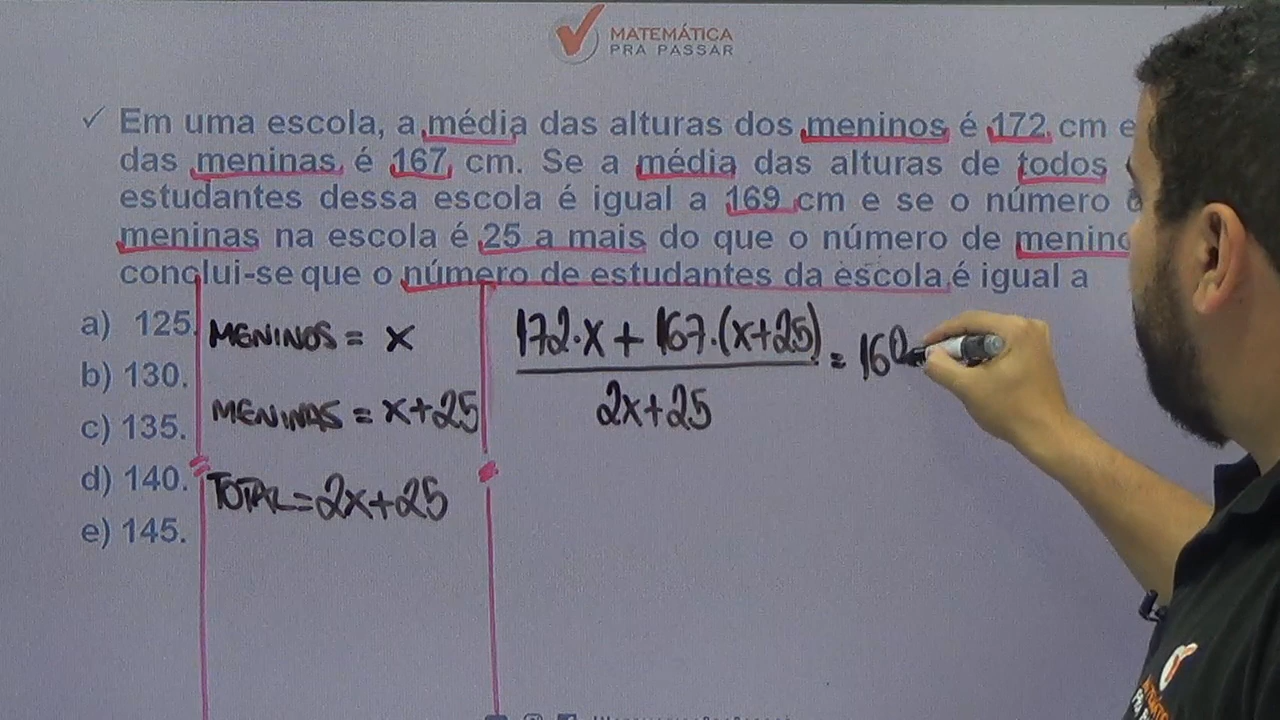 MATEMÁTICA
PRA PASSAR
✓ Em uma escola, a média das alturas dos meninos é 172 cm e
das meninas é 167 cm. Se a média das alturas de todos
estudantes dessa escola é igual a 169 cm e se o número
meninas na escola é 25 a mais do que o número de menino
conclui-se que o número de estudantes da escola é igual a
a) 125.
b) 130.
c) 135.
d) 140.
e) 145.
MENINOS = x
MENINAS = x+25
TOTAL = 2x+25
172·x + 167·(x+25) = 169
2x+25